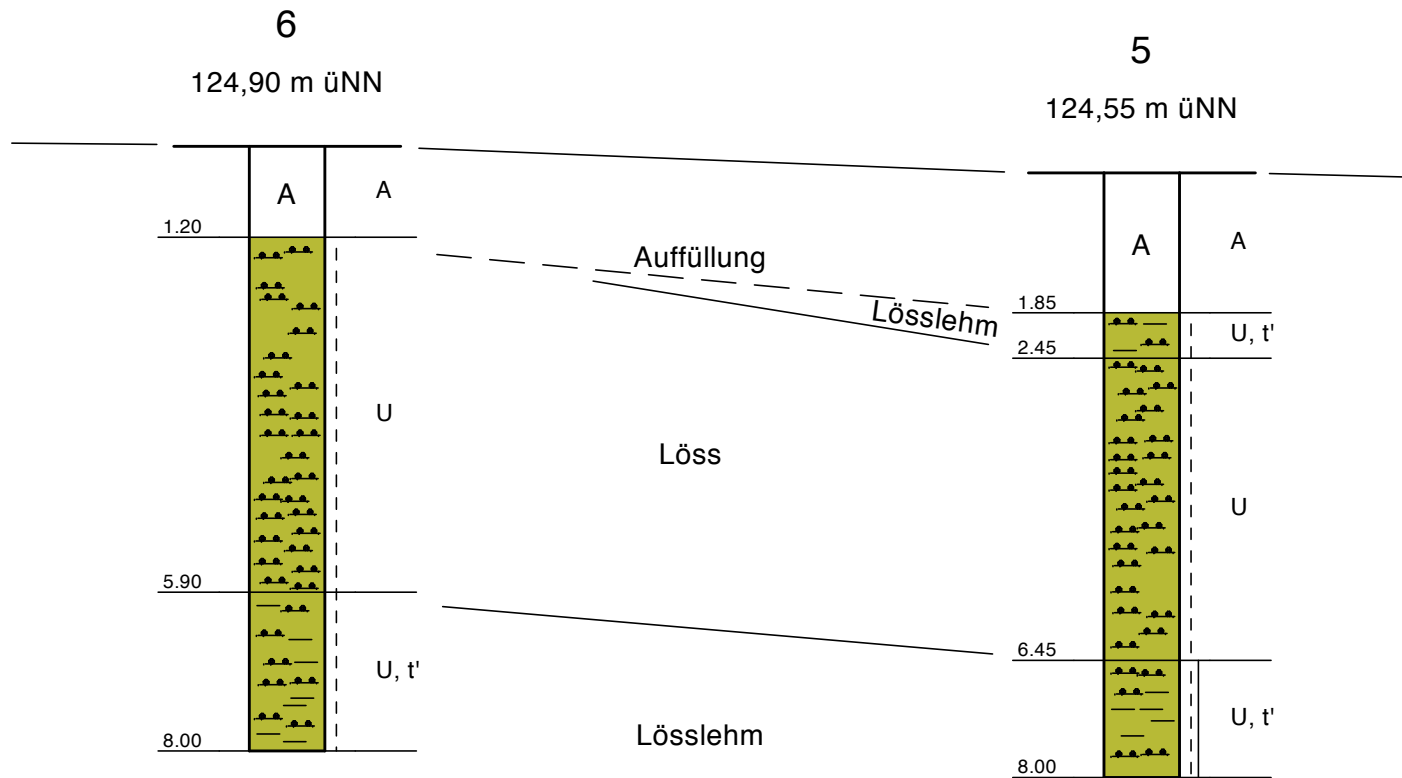 6
124,90 m üNN
5
124,55 m üNN
A
A
1.20
U
5.90
U, t'
8.00
Auffüllung
Lösslehm
Löss
Lösslehm
A
A
1.85
U, t'
2.45
U
6.45
U, t'
8.00